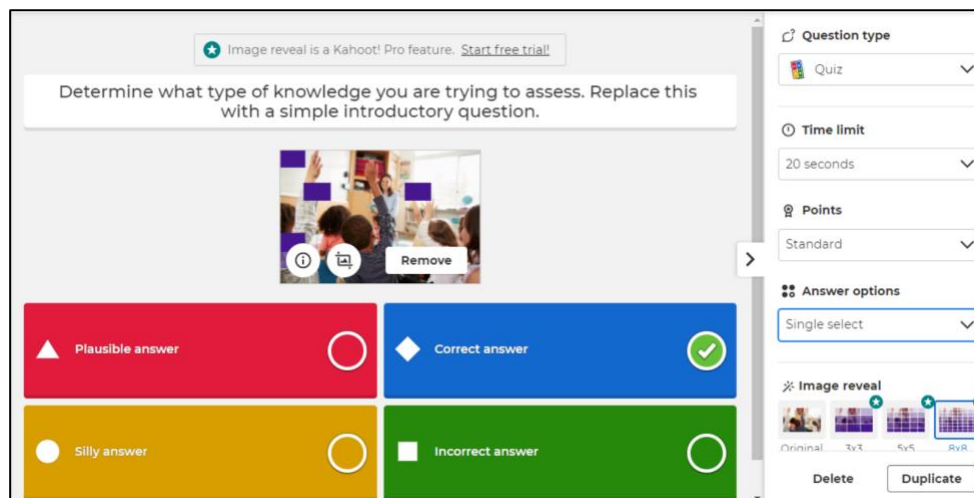 Image reveal is a Kahoot! Pro feature. Start free trial!
Determine what type of knowledge you are trying to assess. Replace this
with a simple introductory question.
Remove
Plausible answer
Correct answer
Silly answer
Incorrect answer
Question type
Quiz
Time limit
20 seconds
Points
Standard
Answer options
Single select
Image reveal
Original 3x3 5x5 8x8
Delete Duplicate